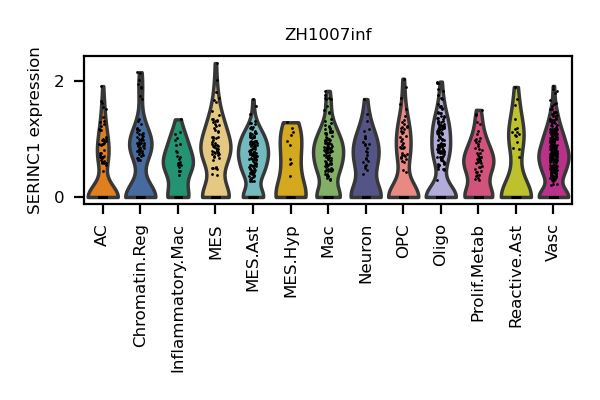 ZH1007inf
SERINC1 expression
2
0
AC
Chromatin.Reg
Inflammatory.Mac
MES
MES.Ast
MES.Hyp
Mac
Neuron
OPC
Oligo
Prolif.Metab
Reactive.Ast
Vasc